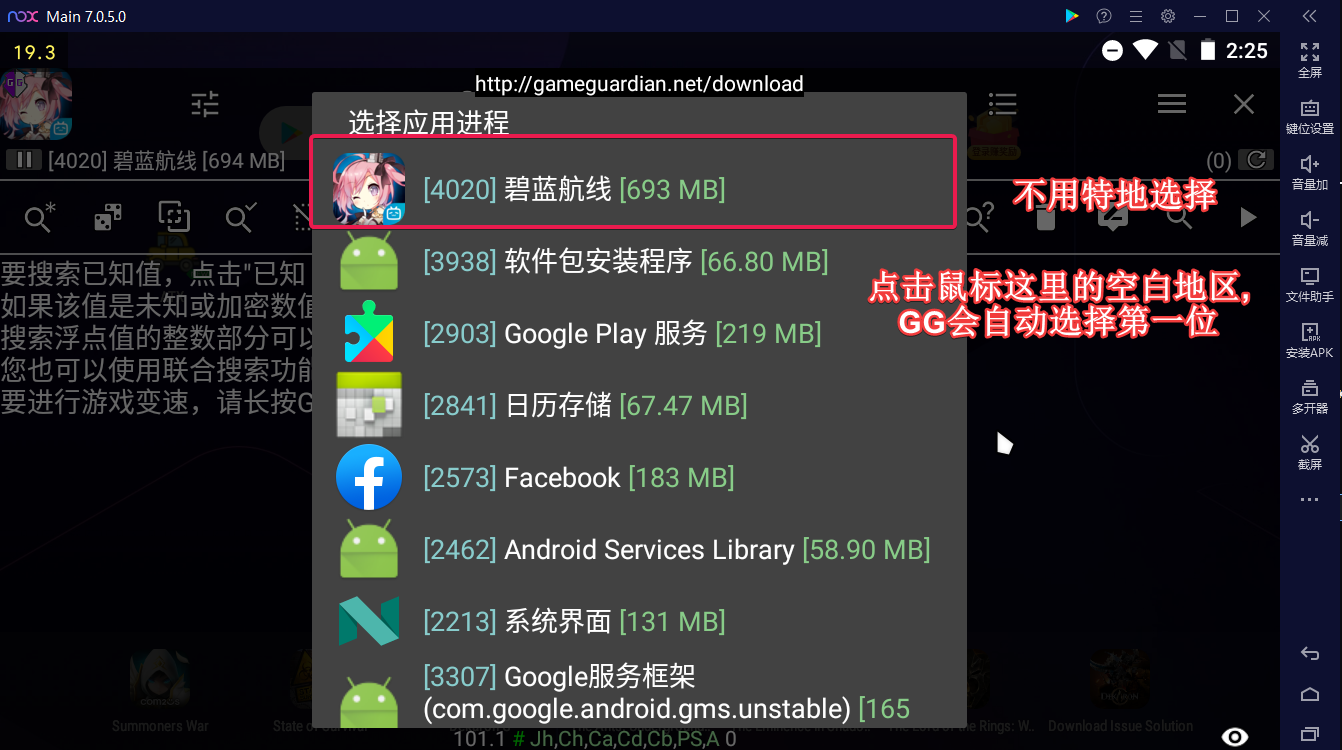 nox Main 7.0.5.0
19.3
2:25
http://gameguardian.net/download
选择应用进程
[4020] 碧蓝航线 [694 MB]
(0)
[4020] 碧蓝航线 [693 MB]
不用特地选择
[3938] 软件包安装程序 [66.80 MB]
要搜索已知值，点击"已知
如果该值是未知或加密数值
搜索浮点值的整数部分可以
您也可以使用联合搜索功能
要进行游戏变速，请长按G
点击鼠标这里的空白地区,
GG会自动选择第一位
[2903] Google Play 服务 [219 MB]
[2841] 日历存储 [67.47 MB]
[2573] Facebook [183 MB]
[2462] Android Services Library [58.90 MB]
[2213] 系统界面 [131 MB]
[3307] Google服务框架
(com.google.android.gms.unstable) [165
Summoners War
State of Survival
The Lord of the Rings: W...
Download Issue Solution
101.1 # Jh,Ch,Ca,Cd,Cb,PS,A 0
全屏
键位设置
音量加
音量减
文件助手
安装APK
多开器
截屏